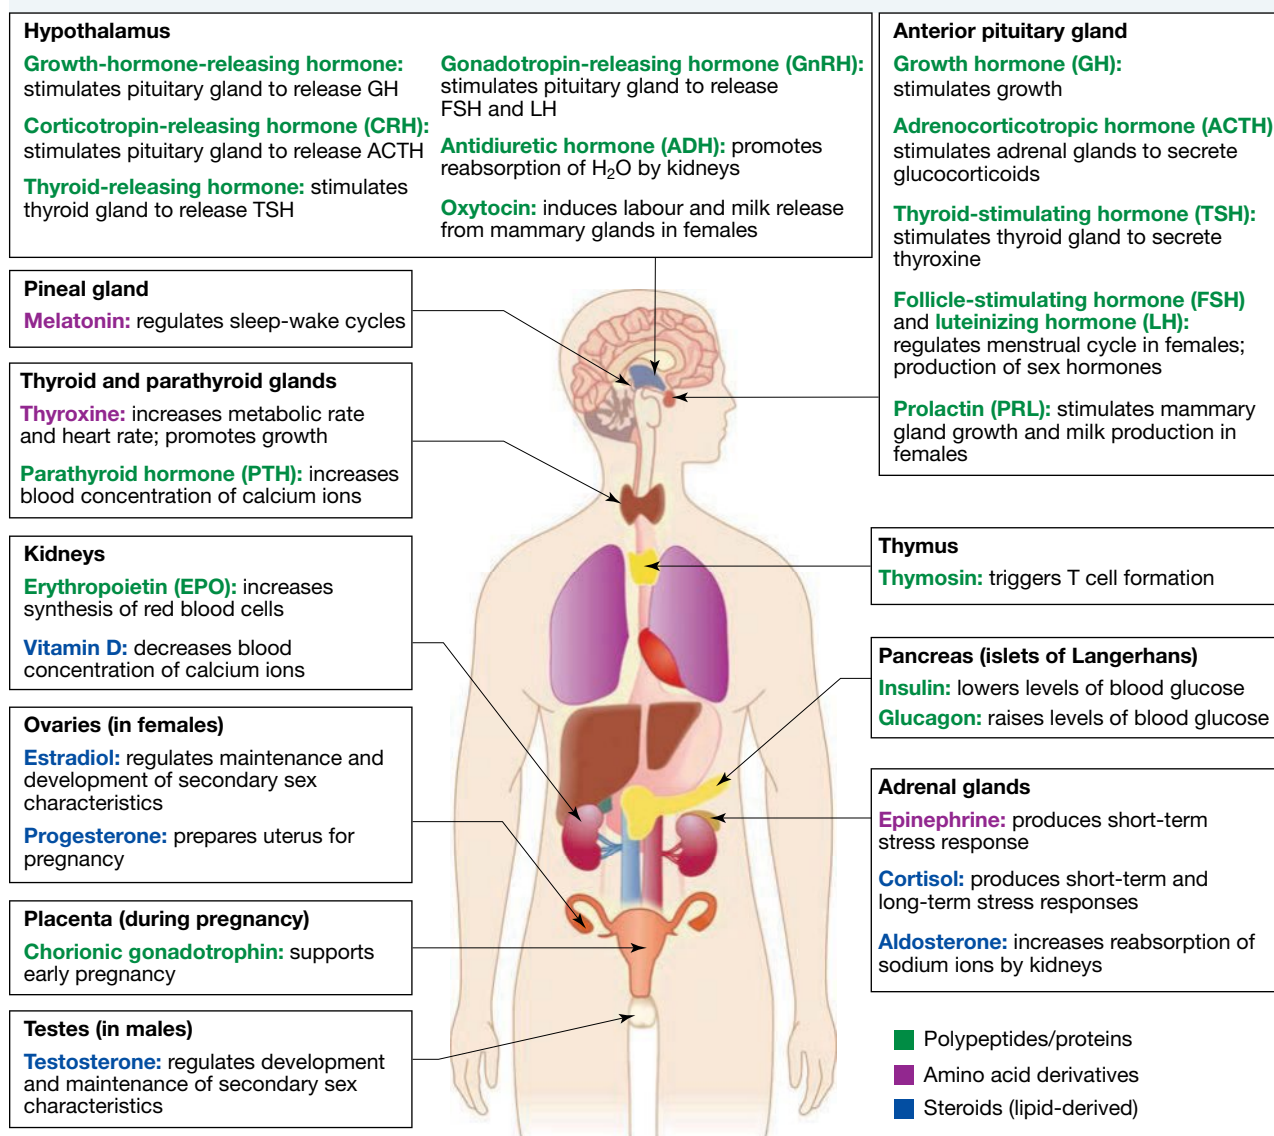 Hypothalamus
Growth-hormone-releasing hormone:
stimulates pituitary gland to release GH
Corticotropin-releasing hormone (CRH):
stimulates pituitary gland to release ACTH
Thyroid-releasing hormone: stimulates
thyroid gland to release TSH
Gonadotropin-releasing hormone (GnRH):
stimulates pituitary gland to release
FSH and LH
Antidiuretic hormone (ADH): promotes
reabsorption of H₂O by kidneys
Oxytocin: induces labour and milk release
from mammary glands in females
Anterior pituitary gland
Growth hormone (GH):
stimulates growth
Adrenocorticotropic hormone (ACTH)
stimulates adrenal glands to secrete
glucocorticoids
Thyroid-stimulating hormone (TSH):
stimulates thyroid gland to secrete
thyroxine
Follicle-stimulating hormone (FSH)
and luteinizing hormone (LH):
regulates menstrual cycle in females;
production of sex hormones
Prolactin (PRL): stimulates mammary
gland growth and milk production in
females
Pineal gland
Melatonin: regulates sleep-wake cycles
Thyroid and parathyroid glands
Thyroxine: increases metabolic rate
and heart rate; promotes growth
Parathyroid hormone (PTH): increases
blood concentration of calcium ions
Kidneys
Erythropoietin (EPO): increases
synthesis of red blood cells
Vitamin D: decreases blood
concentration of calcium ions
Ovaries (in females)
Estradiol: regulates maintenance and
development of secondary sex
characteristics
Progesterone: prepares uterus for
pregnancy
Placenta (during pregnancy)
Chorionic gonadotrophin: supports
early pregnancy
Testes (in males)
Testosterone: regulates development
and maintenance of secondary sex
characteristics
Thymus
Thymosin: triggers T cell formation
Pancreas (islets of Langerhans)
Insulin: lowers levels of blood glucose
Glucagon: raises levels of blood glucose
Adrenal glands
Epinephrine: produces short-term
stress response
Cortisol: produces short-term and
long-term stress responses
Aldosterone: increases reabsorption of
sodium ions by kidneys
Polypeptides/proteins
Amino acid derivatives
Steroids (lipid-derived)